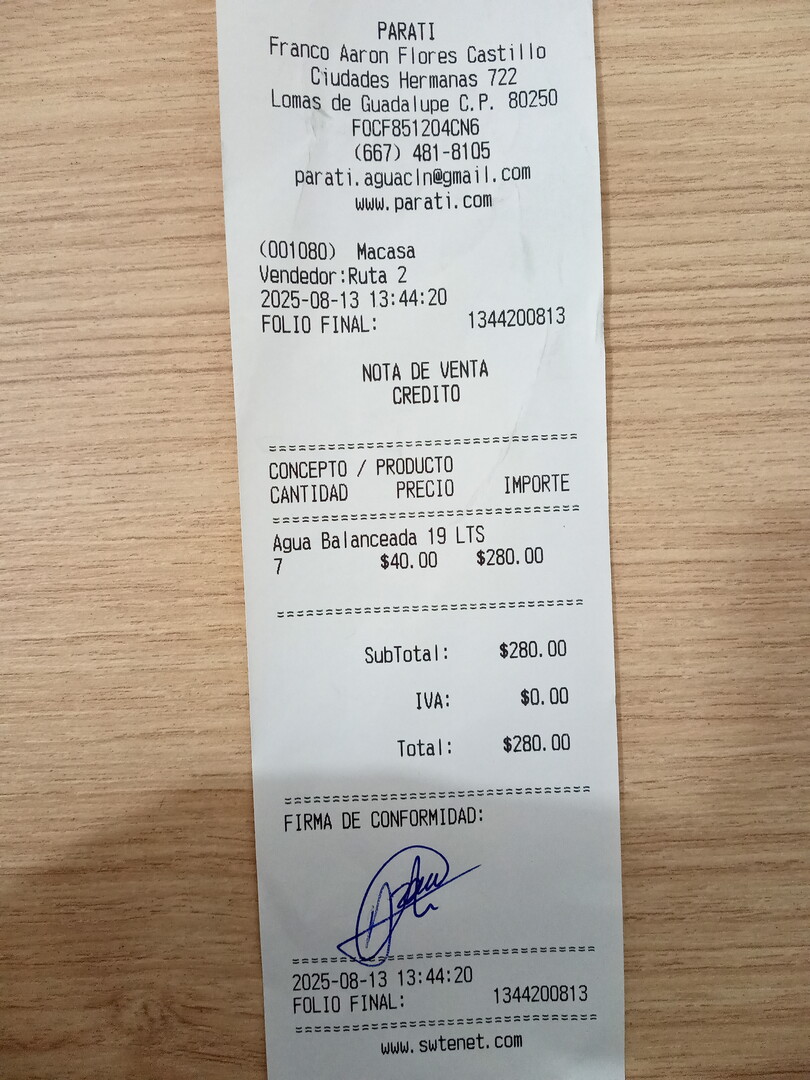 PARATI
Franco Aaron Flores Castillo
Ciudades Hermanas 722
Lomas de Guadalupe C.P. 80250
FOCF851204CN6
(667) 481-8105
parati.aguacln@gmail.com
www.parati.com
(001080) Macasa
Vendedor:Ruta 2
2025-08-13 13:44:20
FOLIO FINAL: 1344200813
NOTA DE VENTA
CREDITO
CONCEPTO / PRODUCTO
CANTIDAD PRECIO IMPORTE
Agua Balanceada 19 LTS
7 $40.00 $280.00
SubTotal: $280.00
IVA: $0.00
Total: $280.00
FIRMA DE CONFORMIDAD:
2025-08-13 13:44:20
FOLIO FINAL: 1344200813
www.swtenet.com